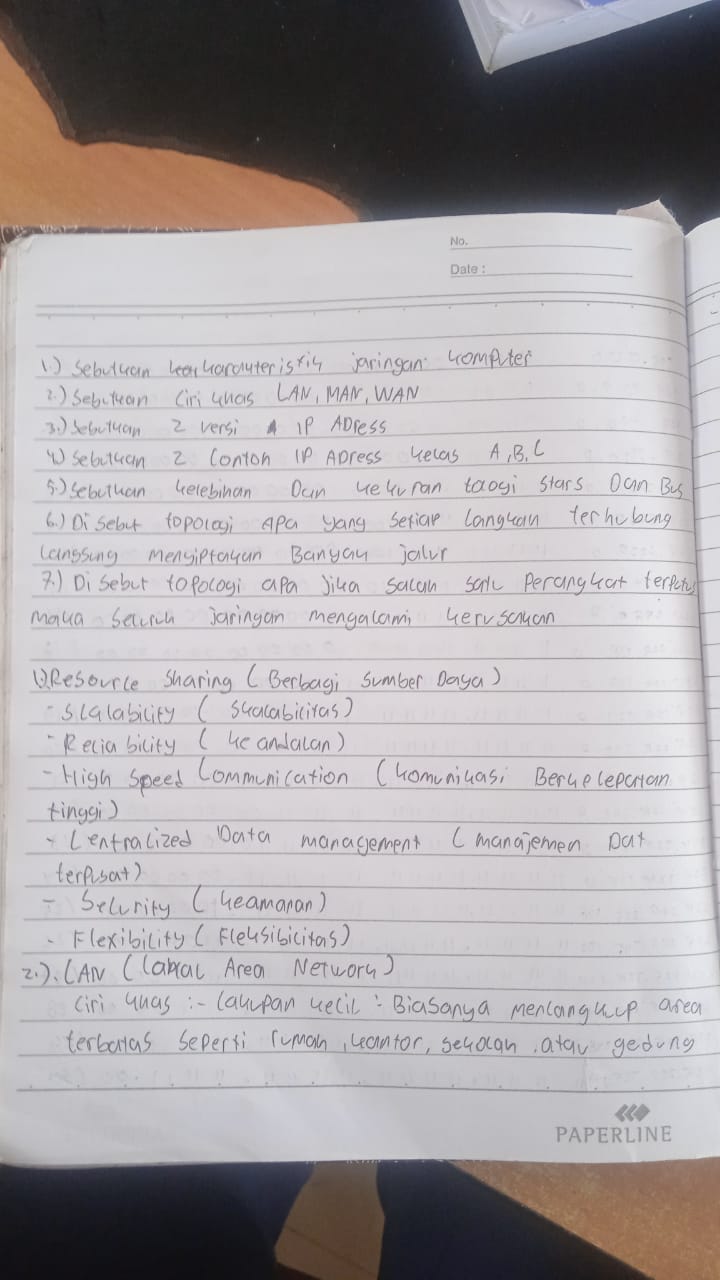 No.
Date :
1.) Sebutkan karakteristik jaringan komputer
2.) Sebutkan Ciri khas LAN, MAN, WAN
3.) Sebutkan 2 versi IP ADress
4.) Sebutkan 2 Contoh IP ADress kelas A, B, C
5.) Sebutkan kelebihan Dan kekuran taogi stars Dan Bus
6.) Di Sebut topologi apa yang setiap langkah terhubung
langsung mengiptakan Banyak jalur
7.) Di Sebut topologi apa Jika salah satu Perangkat terputus
maka seluruh jaringan mengalami kerusakan
1.) Resource Sharing ( Berbagi Sumber Daya )
- Scalability ( skalabilitas )
- Reliability ( keandalan )
- High Speed Communication ( komunikasi Berkelepatan
tinggi )
- Centralized Data management ( manajemen Dat
terpusat )
- Security ( keamanan )
- Flexibility ( Fleksibilitas )
2.). LAN ( Local Area Network )
Ciri khas : - Cakupan kecil : Biasanya mencangkup area
terbatas seperti rumah, kantor, sekolah, atau gedung
PAPERLINE